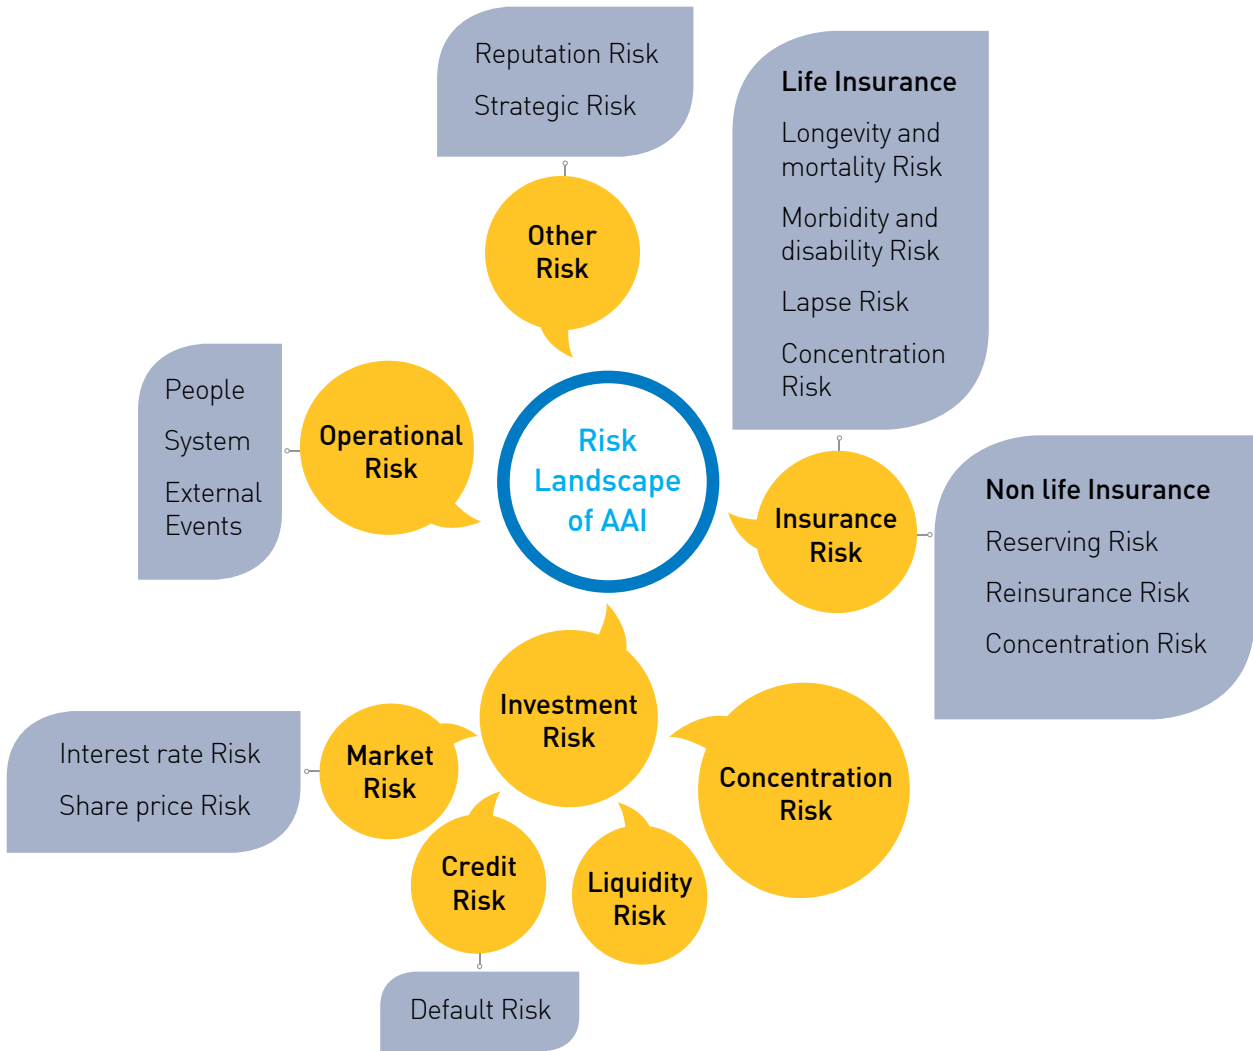 Reputation Risk
Strategic Risk
Other
Risk
Life Insurance
Longevity and
mortality Risk
Morbidity and
disability Risk
Lapse Risk
Concentration
Risk
People
System
External
Events
Operational
Risk
Risk
Landscape
of AAI
Insurance
Risk
Non life Insurance
Reserving Risk
Reinsurance Risk
Concentration Risk
Investment
Risk
Interest rate Risk
Share price Risk
Market
Risk
Concentration
Risk
Credit
Risk
Liquidity
Risk
Default Risk